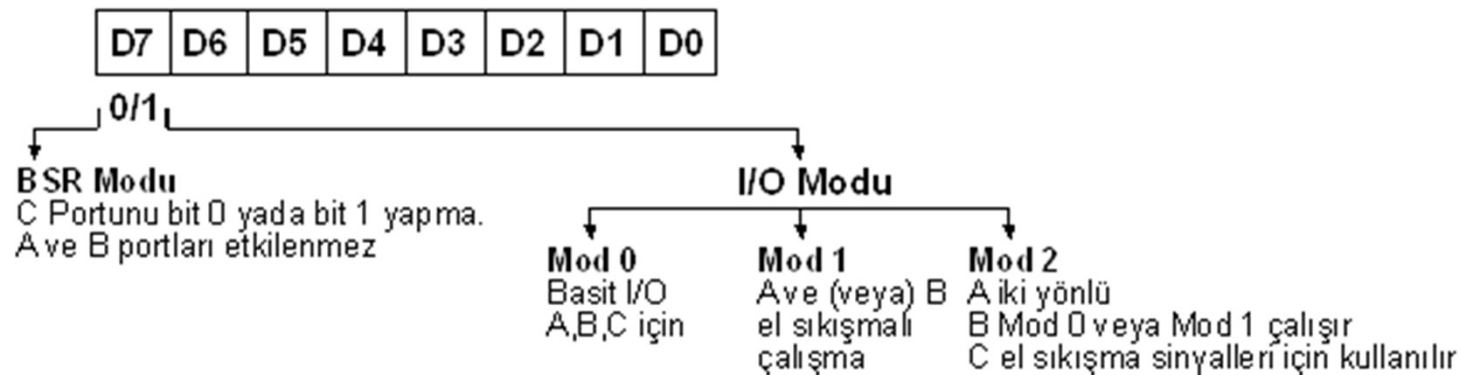 D7 D6 D5 D4 D3 D2 D1 D0
0/1
BSR Modu
C Portunu bit 0 yada bit 1 yapma.
A ve B portları etkilenmez
I/O Modu
Mod 0
Basit I/O
A,B,C için
Mod 1
A ve (veya) B
el sıkışmalı
çalışma
Mod 2
A iki yönlü
B Mod 0 veya Mod 1 çalışır
C el sıkışma sinyalleri için kullanılır